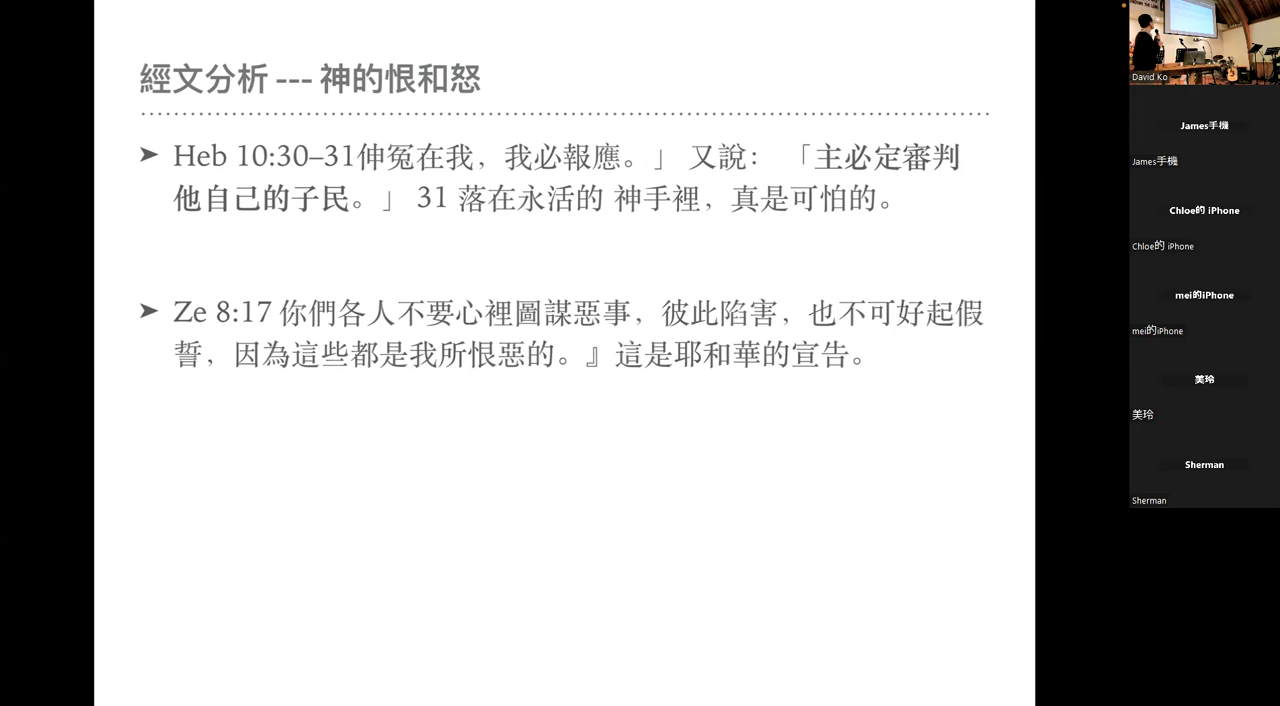 經文分析 --- 神的恨和怒
➤ Heb 10:30–31伸冤在我，我必報應。」 又說： 「主必定審判
他自己的子民。」 31 落在永活的 神手裡，真是可怕的。
➤ Ze 8:17 你們各人不要心裡圖謀惡事，彼此陷害，也不可好起假
誓，因為這些都是我所恨惡的。』這是耶和華的宣告。
David Ko
James手機
James手機
Chloe的 iPhone
Chloe的 iPhone
mei的iPhone
mei的iPhone
美玲
美玲
Sherman
Sherman